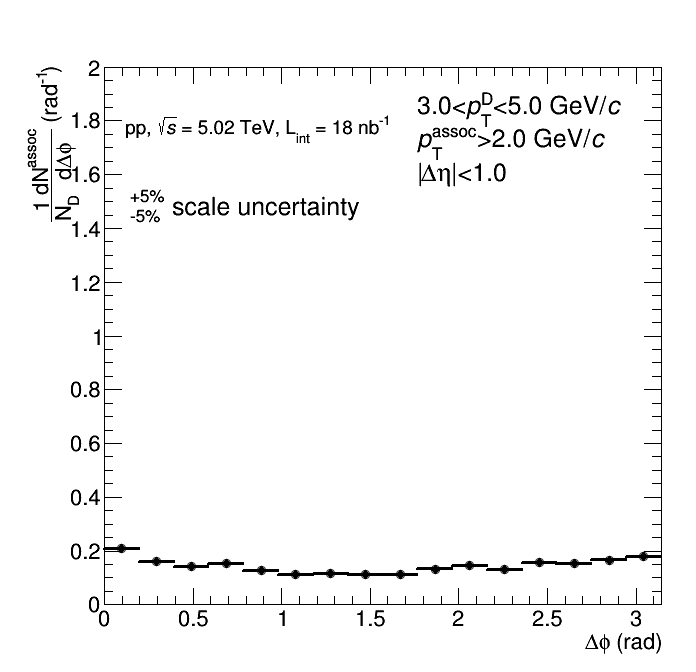 1 dN^assoc
N_D dΔϕ (rad^-1)
2
1.8
1.6
1.4
1.2
1
0.8
0.6
0.4
0.2
0
pp, √s = 5.02 TeV, L_int = 18 nb^-1
+5%
-5% scale uncertainty
3.0<p_T^D<5.0 GeV/c
p_T^assoc>2.0 GeV/c
|Δη|<1.0
0 0.5 1 1.5 2 2.5 3
Δϕ (rad)